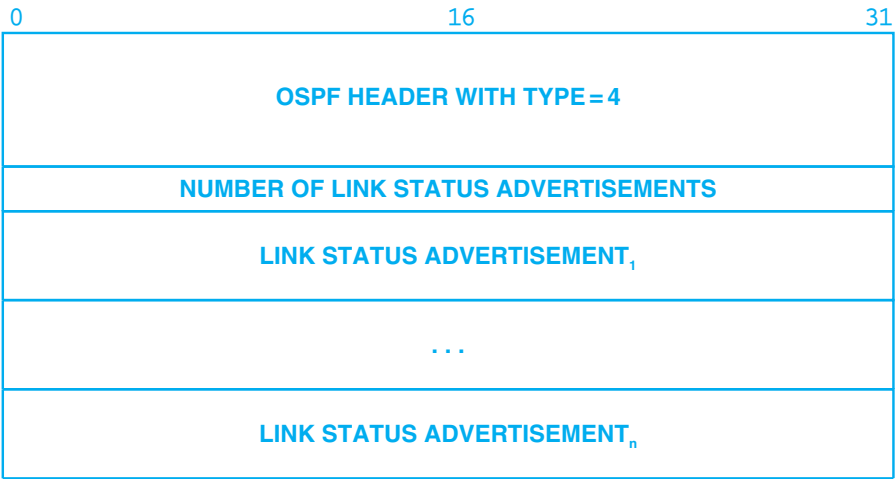 0 16 31
OSPF HEADER WITH TYPE = 4
NUMBER OF LINK STATUS ADVERTISEMENTS
LINK STATUS ADVERTISEMENT₁
. . .
LINK STATUS ADVERTISEMENTₙ